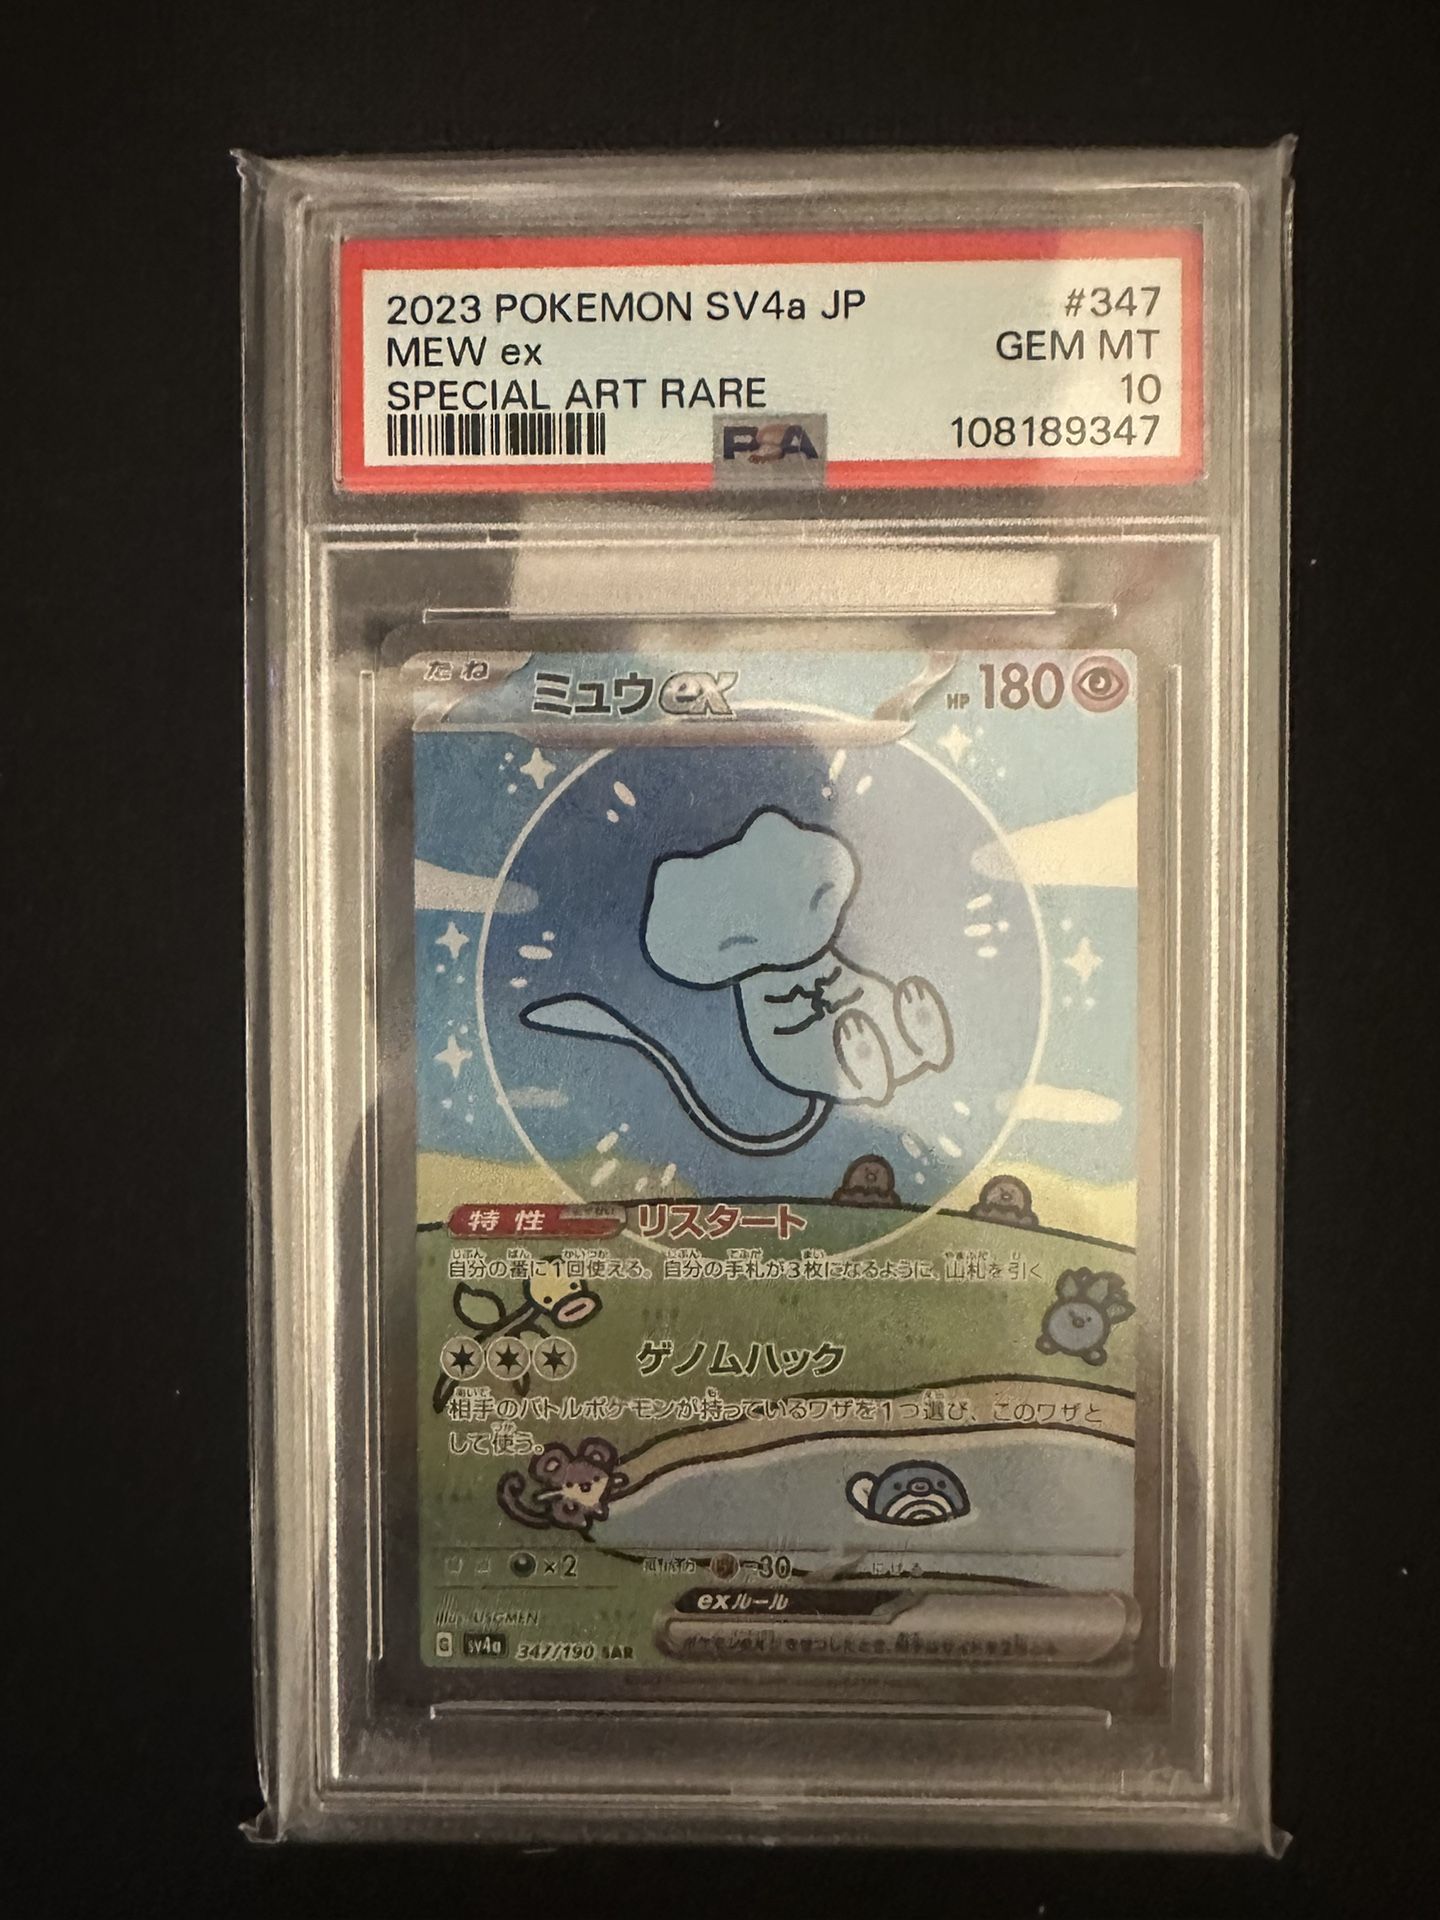 2023 POKEMON SV4a JP #347
MEW ex GEM MT
SPECIAL ART RARE 10
PSA 108189347
たね ミュウex HP 180
特性 リスタート
自分の番に1回使える。自分の手札が3枚になるように、山札を引く
ゲノムハック
相手のバトルポケモンが持っているワザを1つ選び、このワザと
して使う。
×2 -30 にげる
exルール
Illus. USGMEN
G sv4a 347/190 SAR